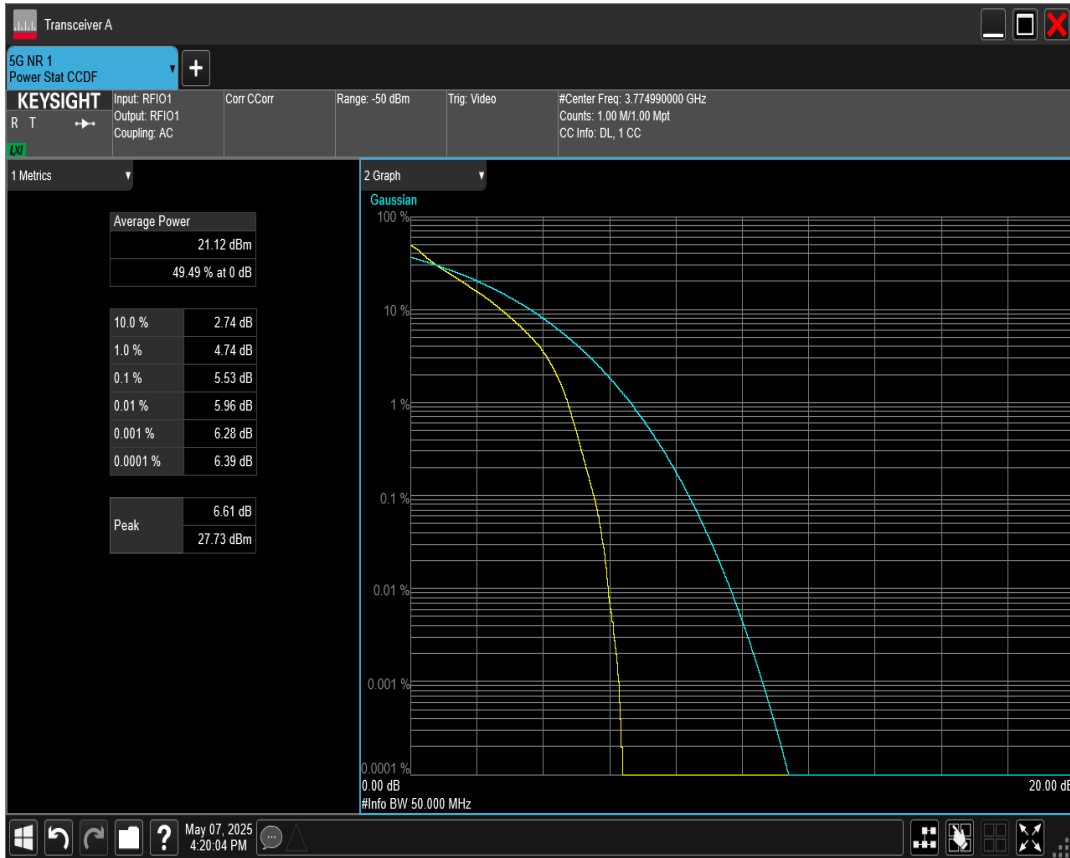 Transceiver A
5G NR 1
Power Stat CCDF
+
KEYSIGHT
R T
LXI
Input: RFIO1
Output: RFIO1
Coupling: AC
Corr CCorr
Range: -50 dBm
Trig: Video
#Center Freq: 3.774990000 GHz
Counts: 1.00 M/1.00 Mpt
CC Info: DL, 1 CC
1 Metrics
Average Power
21.12 dBm
49.49 % at 0 dB
10.0 % 2.74 dB
1.0 % 4.74 dB
0.1 % 5.53 dB
0.01 % 5.96 dB
0.001 % 6.28 dB
0.0001 % 6.39 dB
Peak
6.61 dB
27.73 dBm
2 Graph
Gaussian
100 %
10 %
1 %
0.1 %
0.01 %
0.001 %
0.0001 %
0.00 dB 20.00 dB
#Info BW 50.000 MHz
?
May 07, 2025
4:20:04 PM